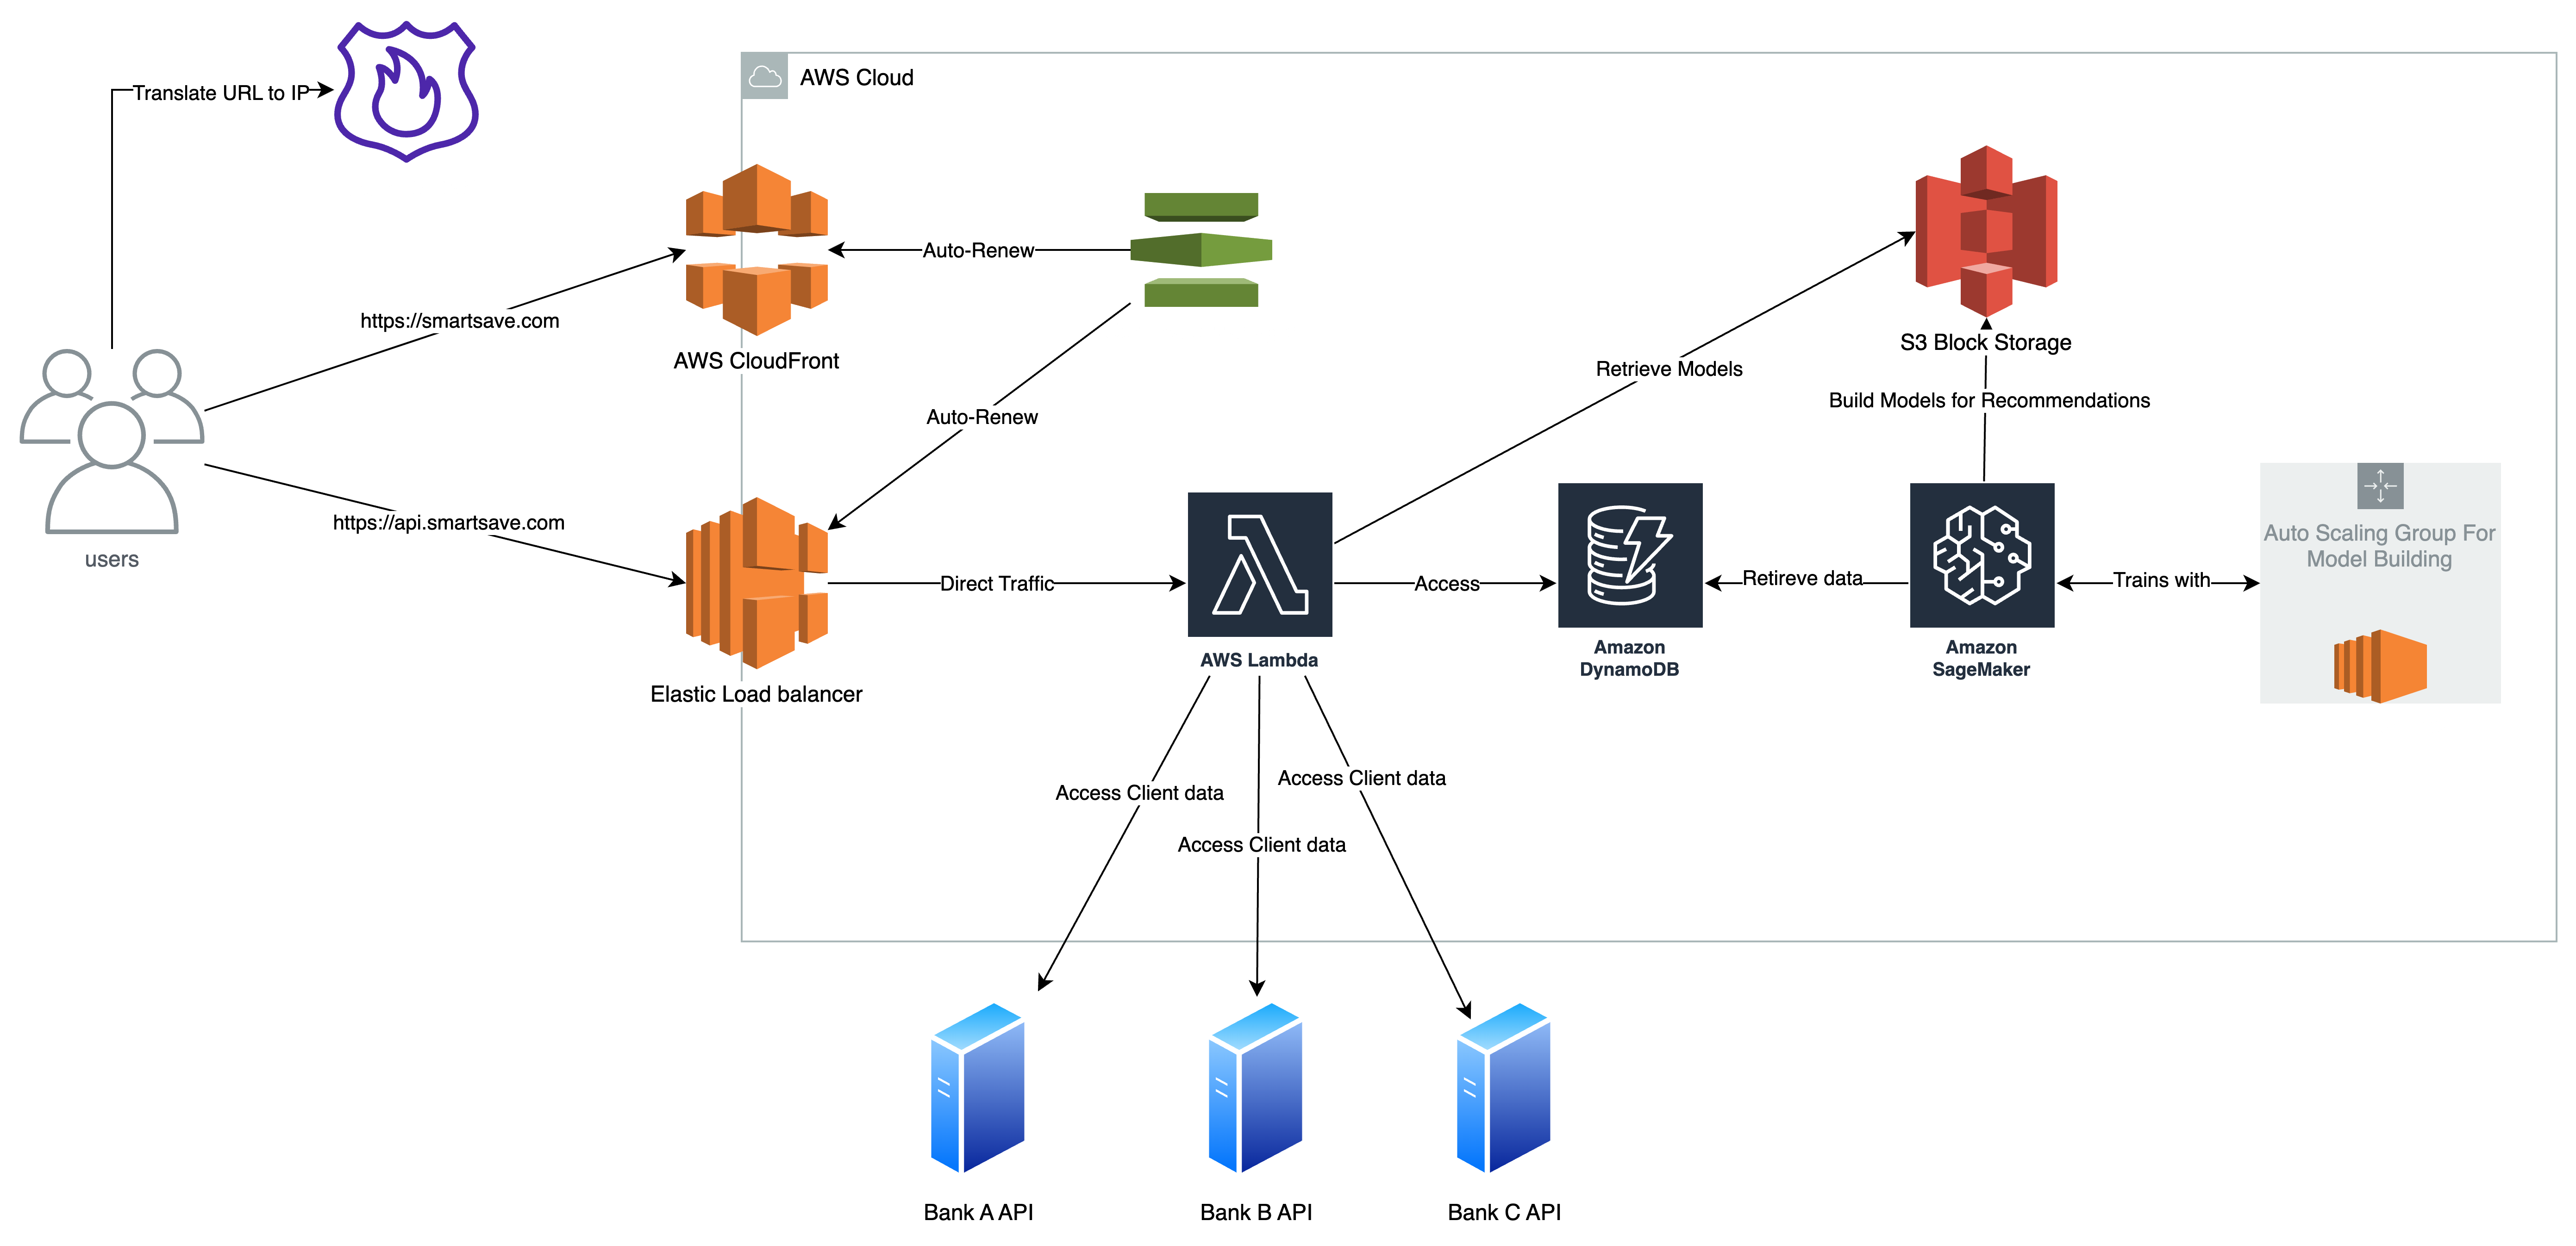 Translate URL to IP
AWS Cloud
Auto-Renew
https://smartsave.com
AWS CloudFront
S3 Block Storage
Retrieve Models
Build Models for Recommendations
Auto-Renew
https://api.smartsave.com
users
Auto Scaling Group For
Model Building
Direct Traffic
Access
Retireve data
Trains with
Elastic Load balancer
AWS Lambda
Amazon
DynamoDB
Amazon
SageMaker
Access Client data
Access Client data
Access Client data
Bank A API
Bank B API
Bank C API